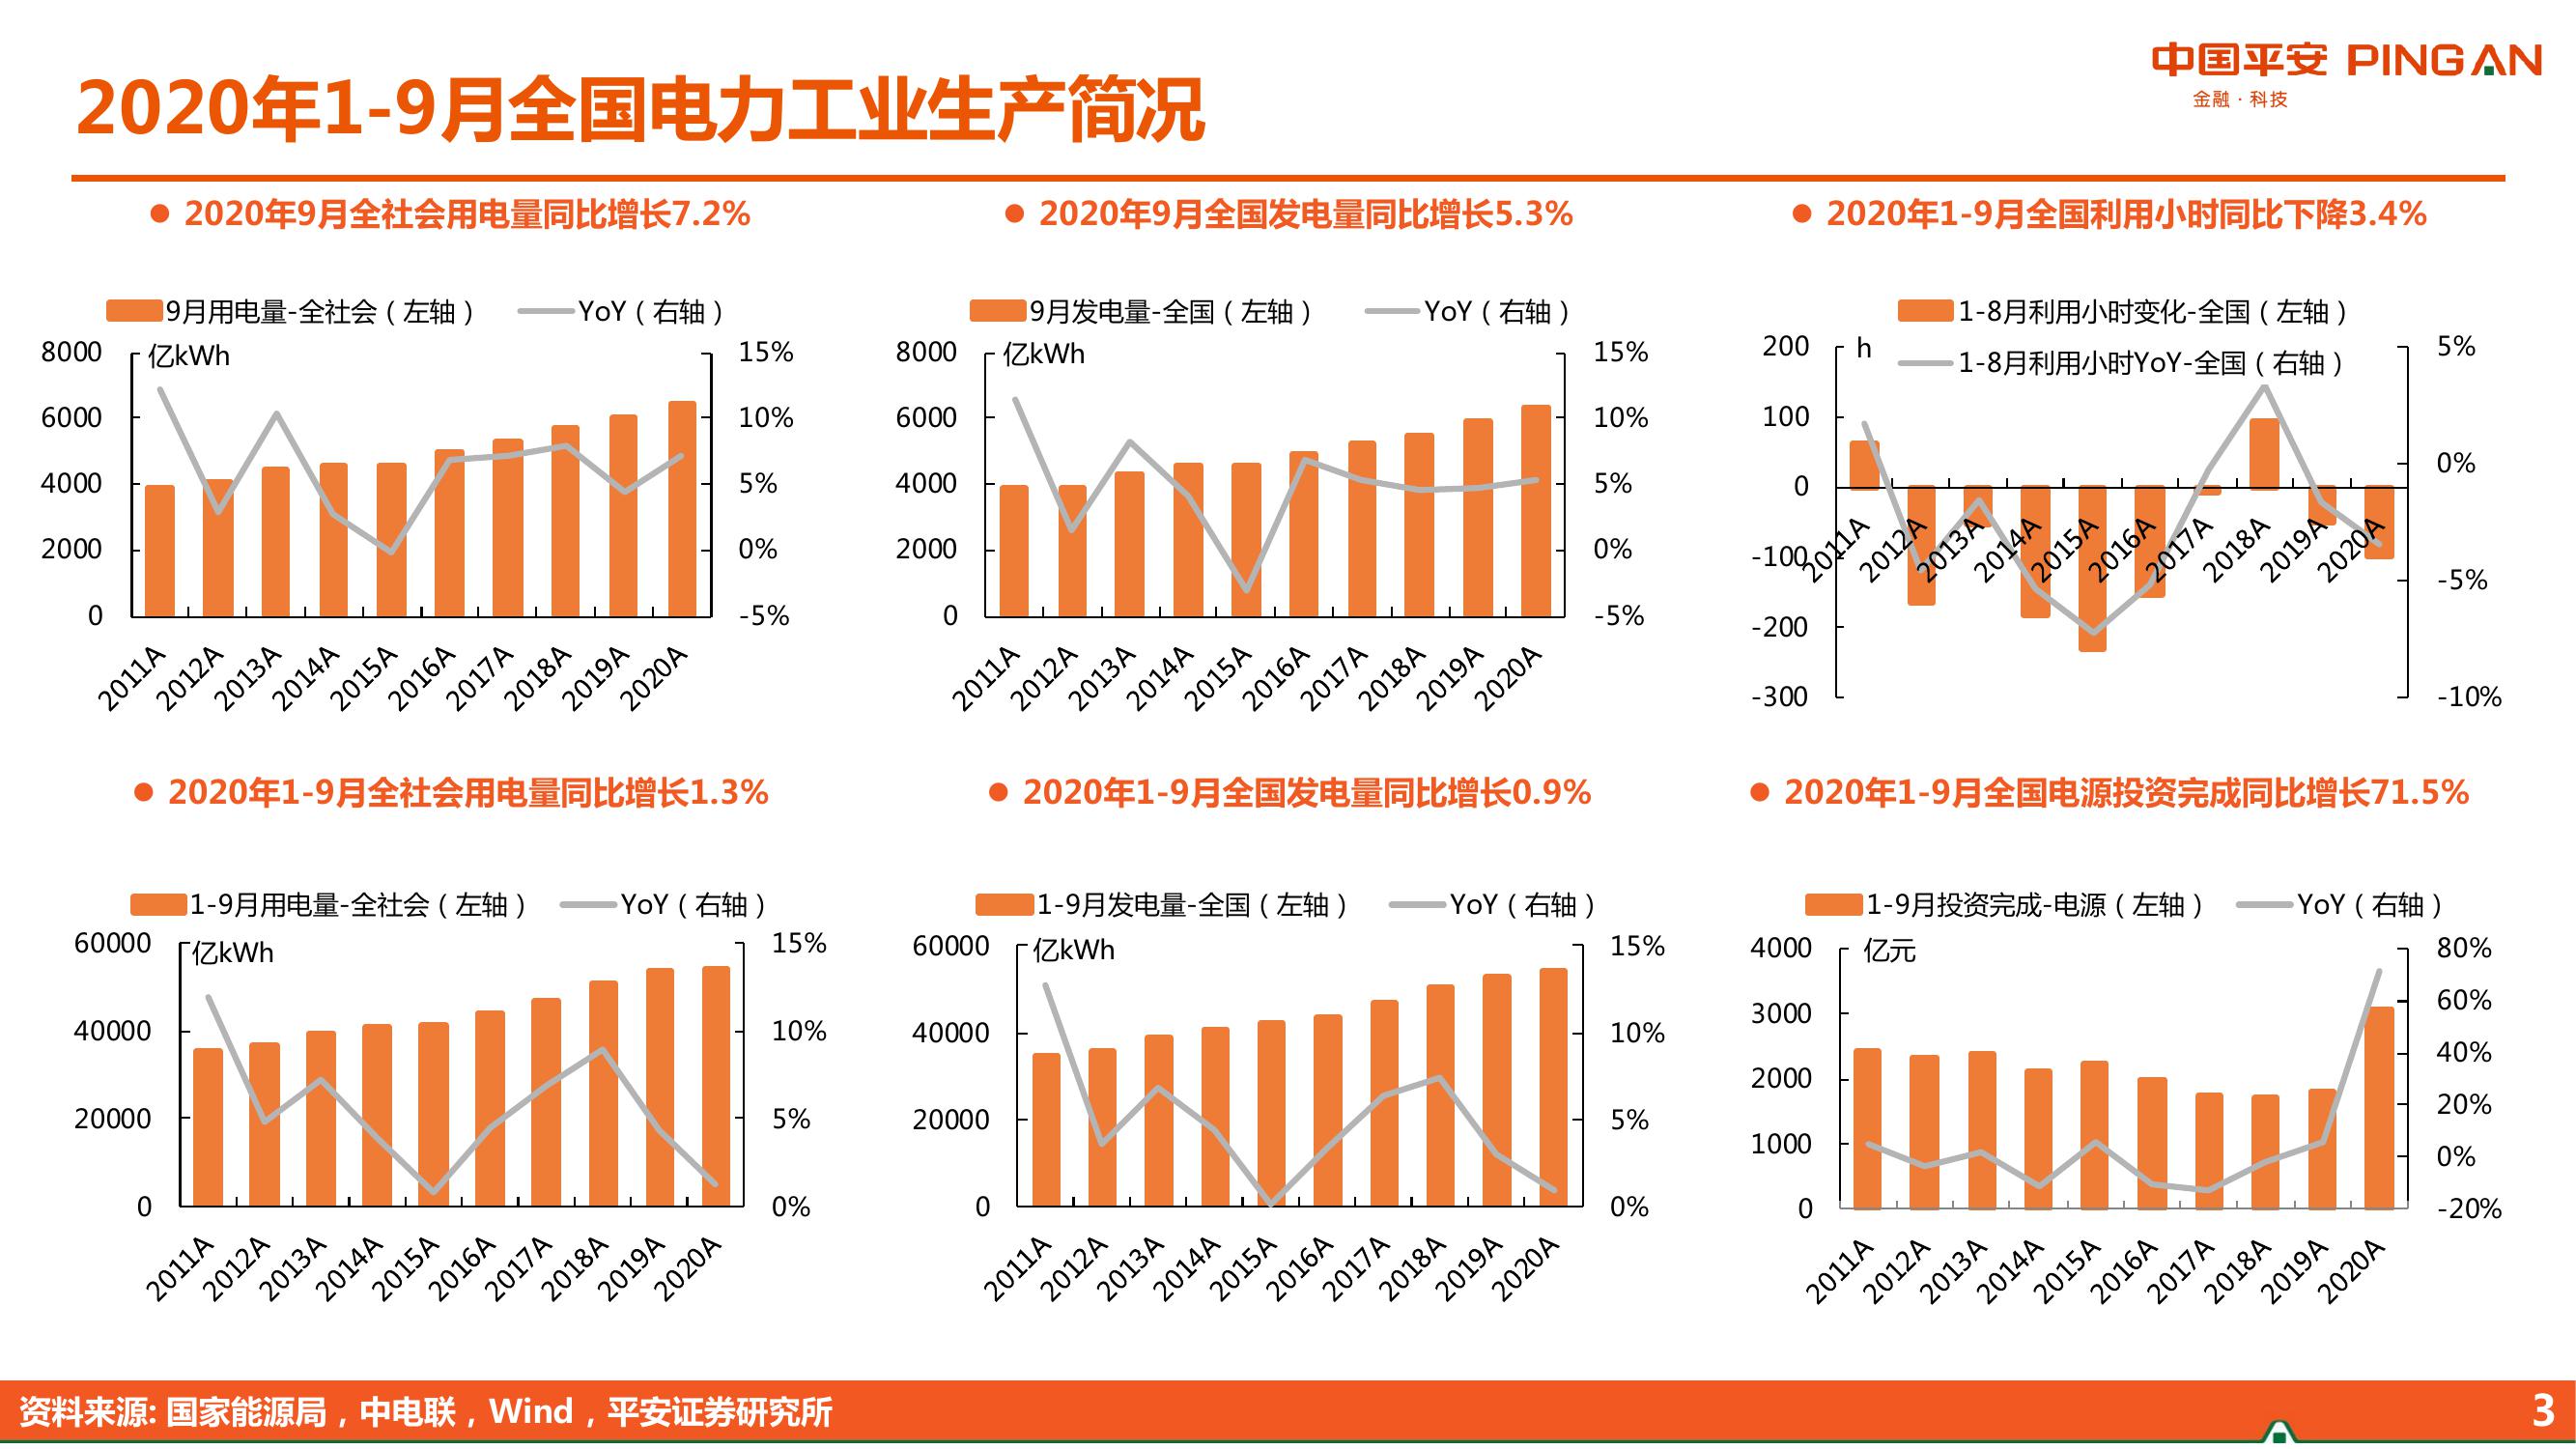 2020年1-9月全国电力工业生产简况
中国平安 PINGAN
金融·科技
● 2020年9月全社会用电量同比增长7.2%
9月用电量-全社会（左轴） YoY（右轴）
亿kWh
8000
6000
4000
2000
0
15%
10%
5%
0%
-5%
2011A 2012A 2013A 2014A 2015A 2016A 2017A 2018A 2019A 2020A
● 2020年9月全国发电量同比增长5.3%
9月发电量-全国（左轴） YoY（右轴）
亿kWh
8000
6000
4000
2000
0
15%
10%
5%
0%
-5%
2011A 2012A 2013A 2014A 2015A 2016A 2017A 2018A 2019A 2020A
● 2020年1-9月全国利用小时同比下降3.4%
1-8月利用小时变化-全国（左轴）
1-8月利用小时YoY-全国（右轴）
h
200
100
0
-100
-200
-300
5%
0%
-5%
-10%
2011A 2012A 2013A 2014A 2015A 2016A 2017A 2018A 2019A 2020A
● 2020年1-9月全社会用电量同比增长1.3%
1-9月用电量-全社会（左轴） YoY（右轴）
亿kWh
60000
40000
20000
0
15%
10%
5%
0%
2011A 2012A 2013A 2014A 2015A 2016A 2017A 2018A 2019A 2020A
● 2020年1-9月全国发电量同比增长0.9%
1-9月发电量-全国（左轴） YoY（右轴）
亿kWh
60000
40000
20000
0
15%
10%
5%
0%
2011A 2012A 2013A 2014A 2015A 2016A 2017A 2018A 2019A 2020A
● 2020年1-9月全国电源投资完成同比增长71.5%
1-9月投资完成-电源（左轴） YoY（右轴）
亿元
4000
3000
2000
1000
0
80%
60%
40%
20%
0%
-20%
2011A 2012A 2013A 2014A 2015A 2016A 2017A 2018A 2019A 2020A
资料来源: 国家能源局，中电联，Wind，平安证券研究所
3